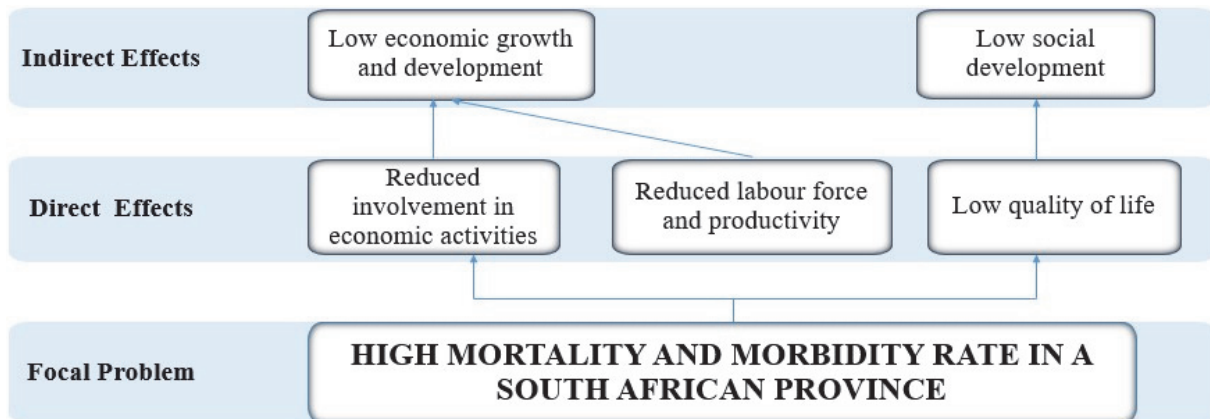 Indirect Effects
Low economic growth
and development
Low social
development
Direct Effects
Reduced
involvement in
economic activities
Reduced labour force
and productivity
Low quality of life
Focal Problem
HIGH MORTALITY AND MORBIDITY RATE IN A
SOUTH AFRICAN PROVINCE